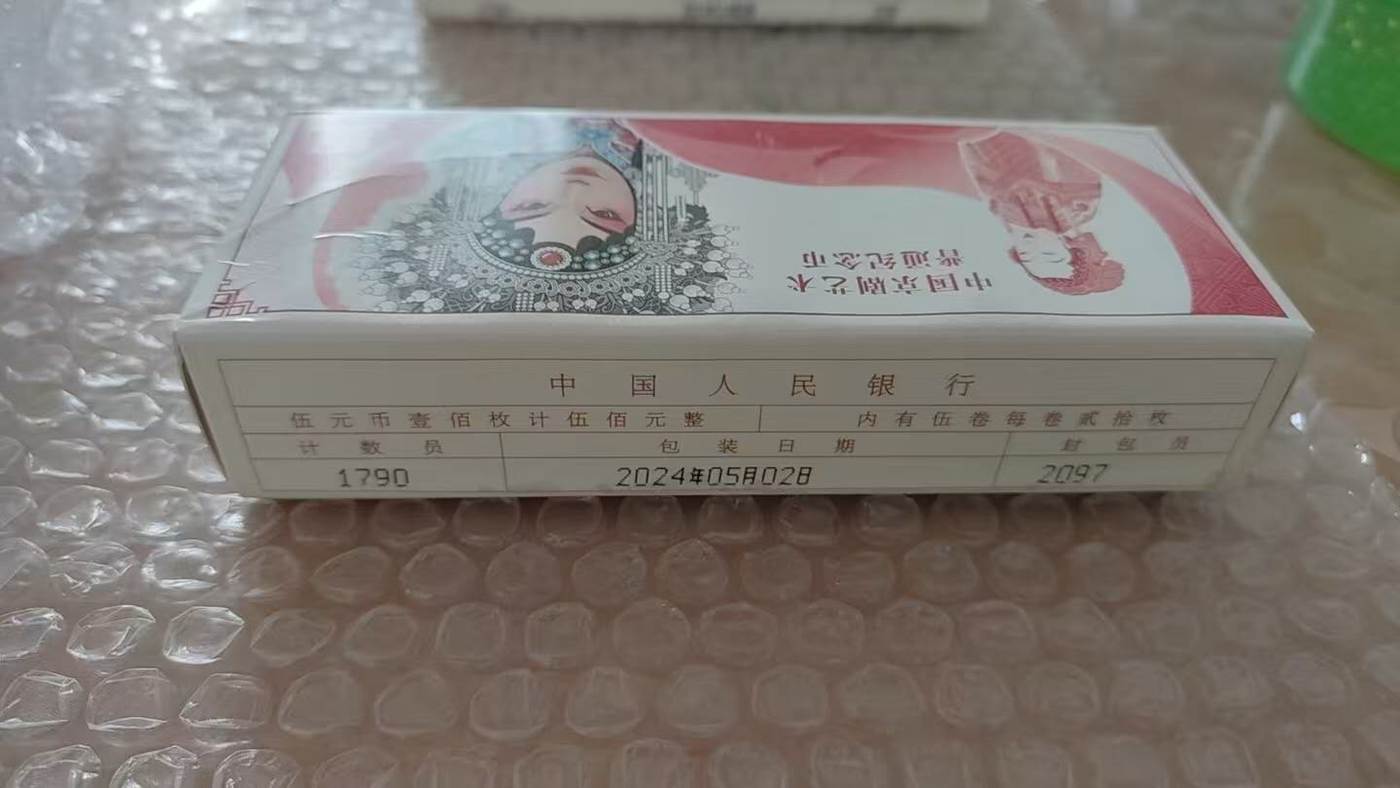 中国京剧艺术
普通纪念币
中国人民银行
伍元币壹佰枚计伍佰元整 内有伍卷每卷贰拾枚
计数员 包装日期 封包员
1790 2024年05月02日 2097